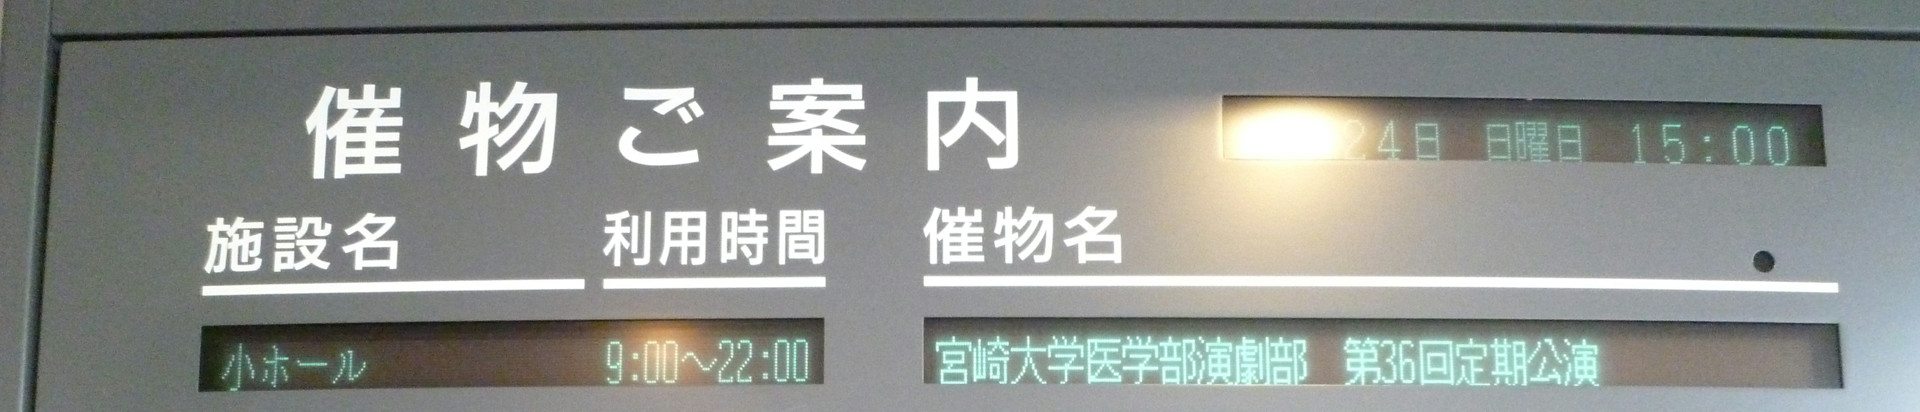 催物ご案内
24日 日曜日 15:00
施設名 利用時間 催物名
小ホール 9:00～22:00 宮崎大学医学部演劇部 第36回定期公演